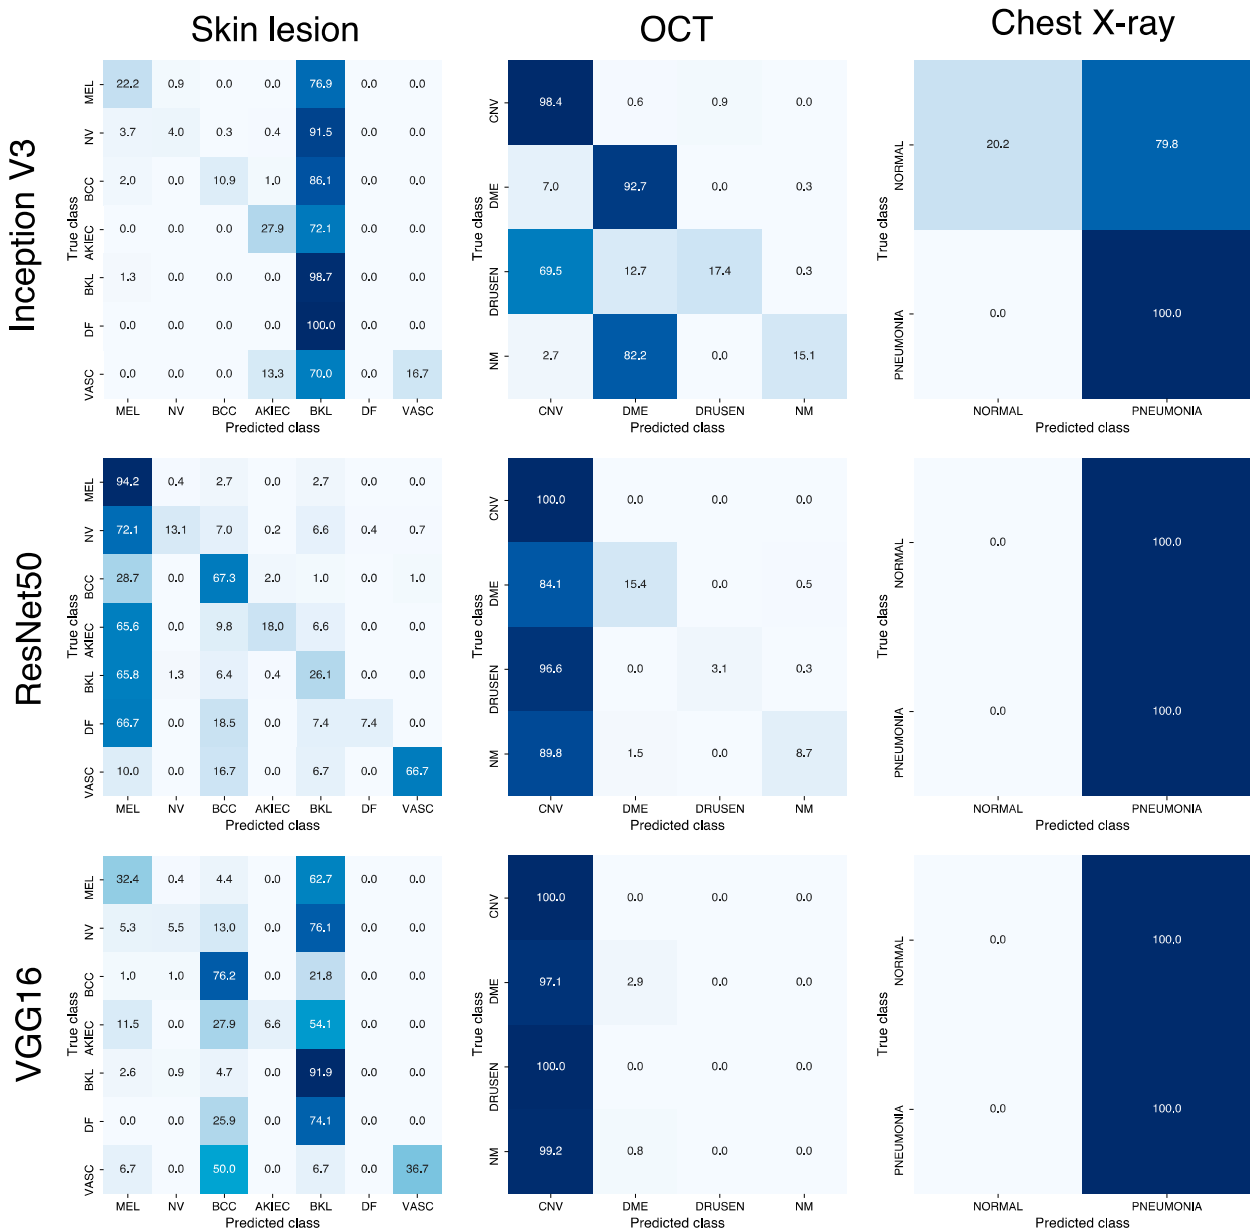 Skin lesion OCT Chest X-ray
Inception V3
True class
MEL 22.2 0.9 0.0 0.0 76.9 0.0 0.0
NV 3.7 4.0 0.3 0.4 91.5 0.0 0.0
BCC 2.0 0.0 10.9 1.0 86.1 0.0 0.0
AKIEC 0.0 0.0 0.0 27.9 72.1 0.0 0.0
BKL 1.3 0.0 0.0 0.0 98.7 0.0 0.0
DF 0.0 0.0 0.0 0.0 100.0 0.0 0.0
VASC 0.0 0.0 0.0 13.3 70.0 0.0 16.7
MEL NV BCC AKIEC BKL DF VASC
Predicted class
True class
CNV 98.4 0.6 0.9 0.0
DME 7.0 92.7 0.0 0.3
DRUSEN 69.5 12.7 17.4 0.3
NM 2.7 82.2 0.0 15.1
CNV DME DRUSEN NM
Predicted class
True class
NORMAL 20.2 79.8
PNEUMONIA 0.0 100.0
NORMAL PNEUMONIA
Predicted class
ResNet50
True class
MEL 94.2 0.4 2.7 0.0 2.7 0.0 0.0
NV 72.1 13.1 7.0 0.2 6.6 0.4 0.7
BCC 28.7 0.0 67.3 2.0 1.0 0.0 1.0
AKIEC 65.6 0.0 9.8 18.0 6.6 0.0 0.0
BKL 65.8 1.3 6.4 0.4 26.1 0.0 0.0
DF 66.7 0.0 18.5 0.0 7.4 7.4 0.0
VASC 10.0 0.0 16.7 0.0 6.7 0.0 66.7
MEL NV BCC AKIEC BKL DF VASC
Predicted class
True class
CNV 100.0 0.0 0.0 0.0
DME 84.1 15.4 0.0 0.5
DRUSEN 96.6 0.0 3.1 0.3
NM 89.8 1.5 0.0 8.7
CNV DME DRUSEN NM
Predicted class
True class
NORMAL 0.0 100.0
PNEUMONIA 0.0 100.0
NORMAL PNEUMONIA
Predicted class
VGG16
True class
MEL 32.4 0.4 4.4 0.0 62.7 0.0 0.0
NV 5.3 5.5 13.0 0.0 76.1 0.0 0.0
BCC 1.0 1.0 76.2 0.0 21.8 0.0 0.0
AKIEC 11.5 0.0 27.9 6.6 54.1 0.0 0.0
BKL 2.6 0.9 4.7 0.0 91.9 0.0 0.0
DF 0.0 0.0 25.9 0.0 74.1 0.0 0.0
VASC 6.7 0.0 50.0 0.0 6.7 0.0 36.7
MEL NV BCC AKIEC BKL DF VASC
Predicted class
True class
CNV 100.0 0.0 0.0 0.0
DME 97.1 2.9 0.0 0.0
DRUSEN 100.0 0.0 0.0 0.0
NM 99.2 0.8 0.0 0.0
CNV DME DRUSEN NM
Predicted class
True class
NORMAL 0.0 100.0
PNEUMONIA 0.0 100.0
NORMAL PNEUMONIA
Predicted class